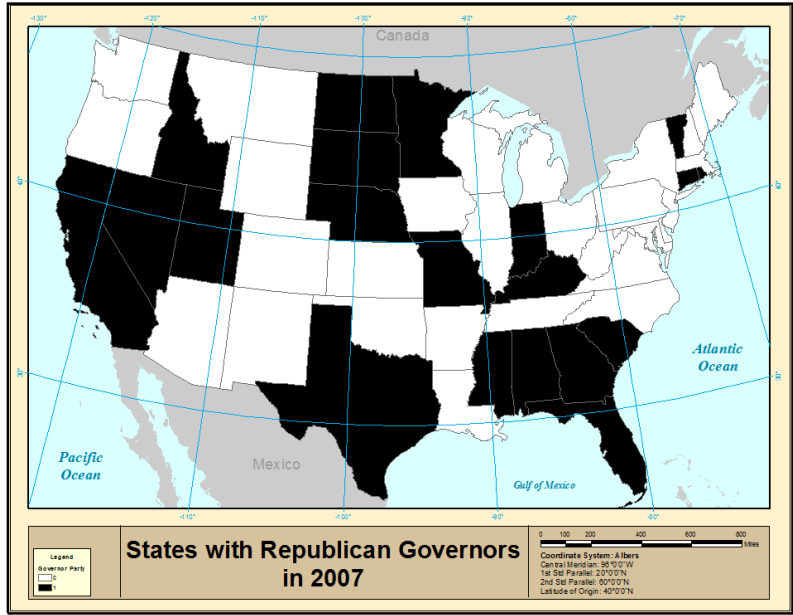 -130°
-120°
-110°
-100°
-90°
-80°
-70°
Canada
40°
40°
30°
30°
Atlantic
Ocean
Pacific
Ocean
Mexico
Gulf of Mexico
-110°
-100°
-90°
-80°
States with Republican Governors
in 2007
Legend
Governor Party
0
1
0 100 200 400 600 800
Miles
Coordinate System: Albers
Central Meridian: 96°0'0"W
1st Std Parallel: 20°0'0"N
2nd Std Parallel: 60°0'0"N
Latitude of Origin: 40°0'0"N